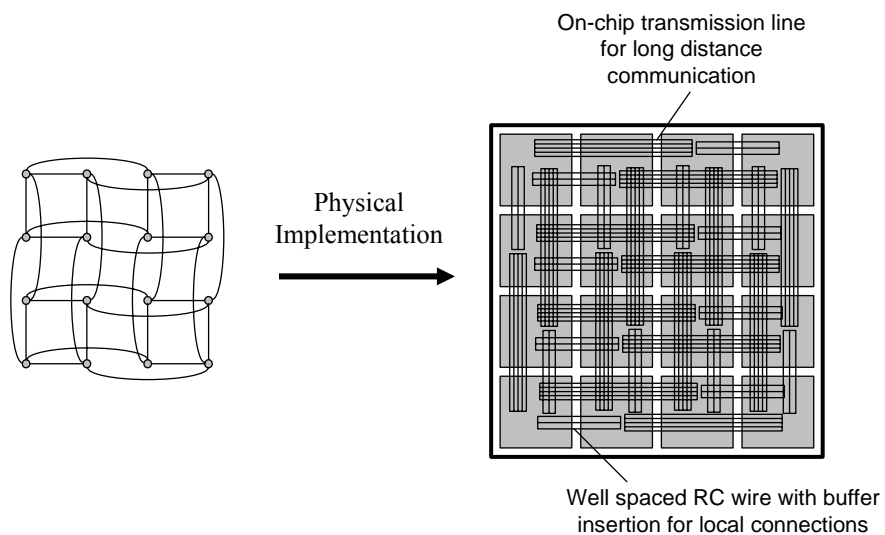 On-chip transmission line
for long distance
communication
Physical
Implementation
Well spaced RC wire with buffer
insertion for local connections